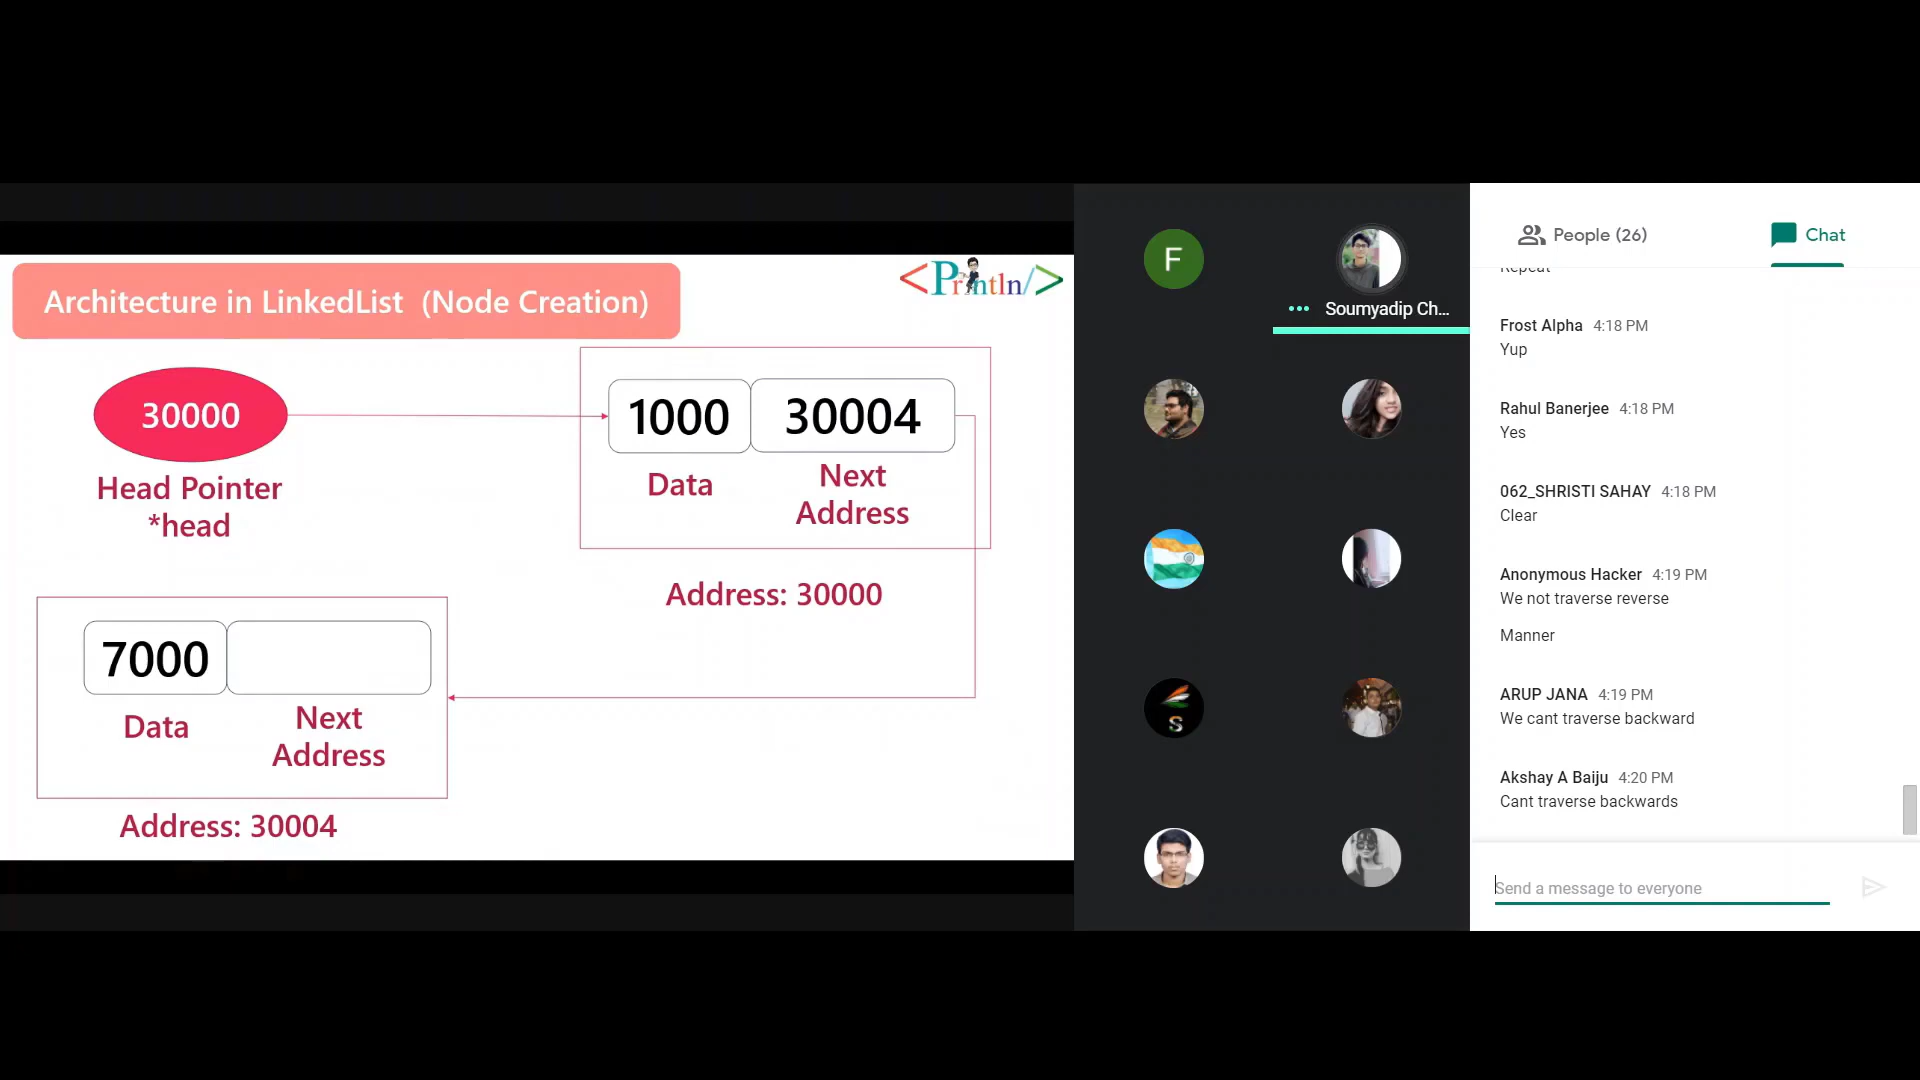 Architecture in LinkedList (Node Creation)
<Println/>
30000
Head Pointer
*head
1000
30004
Data
Next
Address
Address: 30000
7000
Data
Next
Address
Address: 30004
F
Soumyadip Ch...
S
People (26)
Chat
Repeat
Frost Alpha 4:18 PM
Yup
Rahul Banerjee 4:18 PM
Yes
062_SHRISTI SAHAY 4:18 PM
Clear
Anonymous Hacker 4:19 PM
We not traverse reverse
Manner
ARUP JANA 4:19 PM
We cant traverse backward
Akshay A Baiju 4:20 PM
Cant traverse backwards
Send a message to everyone